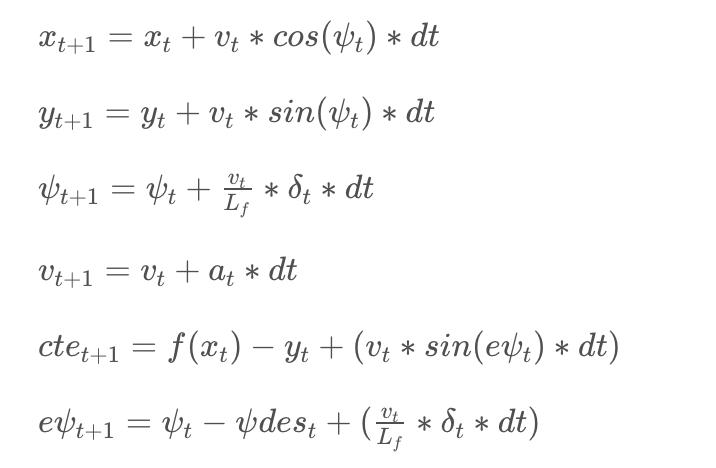 x_{t+1} = x_t + v_t * cos(ψ_t) * dt
y_{t+1} = y_t + v_t * sin(ψ_t) * dt
ψ_{t+1} = ψ_t + \frac{v_t}{L_f} * δ_t * dt
v_{t+1} = v_t + a_t * dt
cte_{t+1} = f(x_t) − y_t + (v_t * sin(eψ_t) * dt)
eψ_{t+1} = ψ_t − ψdes_t + (\frac{v_t}{L_f} * δ_t * dt)